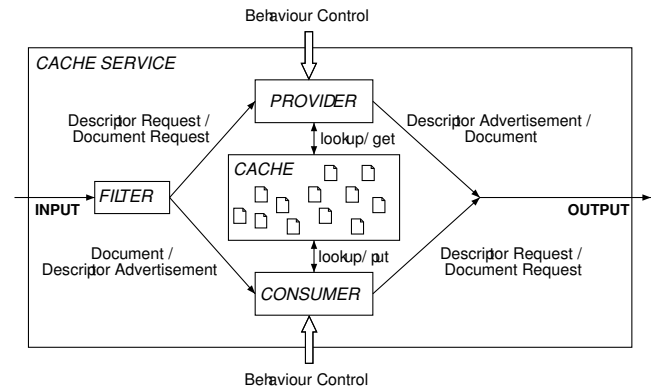 Behaviour Control
CACHE SERVICE
PROVIDER
Descriptor Request /
Document Request
Descriptor Advertisement /
Document
lookup/ get
CACHE
FILTER
INPUT
OUTPUT
Document /
Descriptor Advertisement
lookup/ put
Descriptor Request /
Document Request
CONSUMER
Behaviour Control